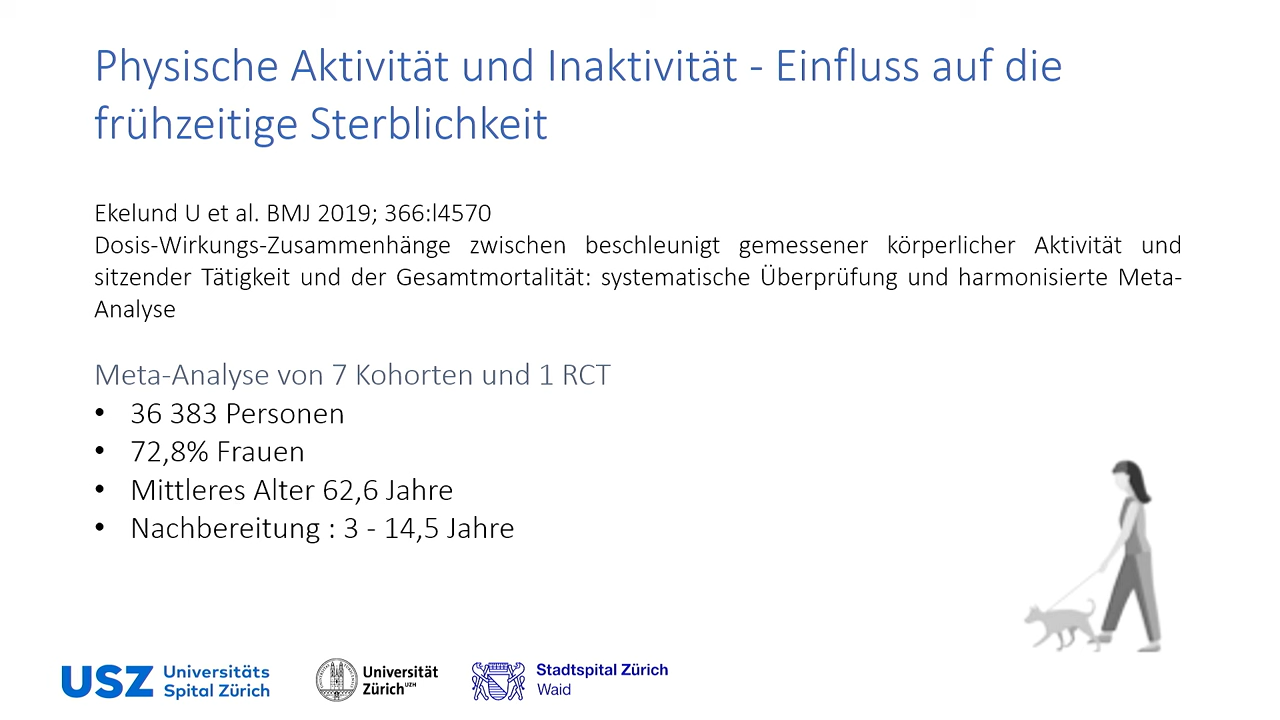 Physische Aktivität und Inaktivität - Einfluss auf die
frühzeitige Sterblichkeit
Ekelund U et al. BMJ 2019; 366:l4570
Dosis-Wirkungs-Zusammenhänge zwischen beschleunigt gemessener körperlicher Aktivität und
sitzender Tätigkeit und der Gesamtmortalität: systematische Überprüfung und harmonisierte Meta-
Analyse
Meta-Analyse von 7 Kohorten und 1 RCT
• 36 383 Personen
• 72,8% Frauen
• Mittleres Alter 62,6 Jahre
• Nachbereitung : 3 - 14,5 Jahre
USZ Universitäts
Spital Zürich
Universität
Zürich UZH
Stadtspital Zürich
Waid